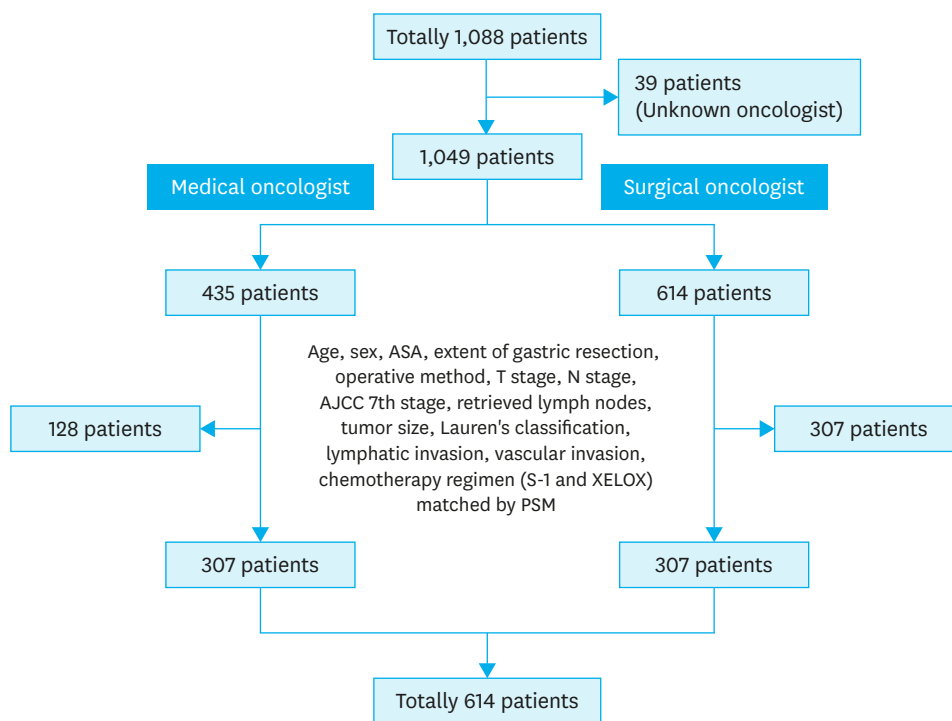 Totally 1,088 patients
39 patients
(Unknown oncologist)
1,049 patients
Medical oncologist
Surgical oncologist
435 patients
614 patients
Age, sex, ASA, extent of gastric resection,
operative method, T stage, N stage,
AJCC 7th stage, retrieved lymph nodes,
tumor size, Lauren's classification,
lymphatic invasion, vascular invasion,
chemotherapy regimen (S-1 and XELOX)
matched by PSM
128 patients
307 patients
307 patients
307 patients
Totally 614 patients